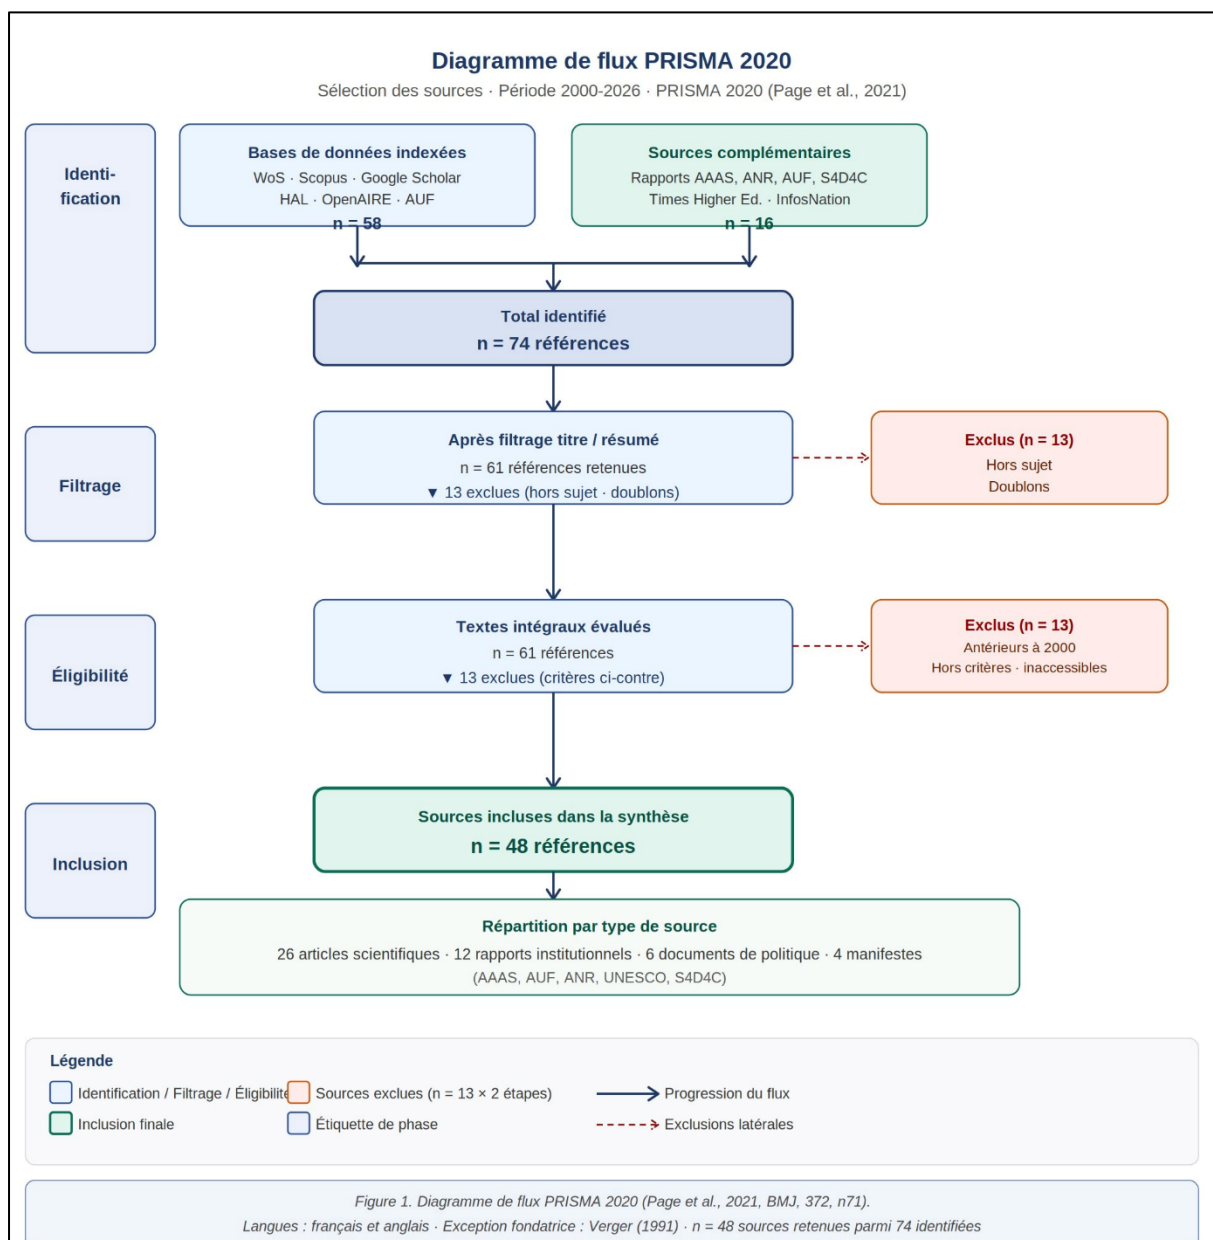 Diagramme de flux PRISMA 2020
Sélection des sources · Période 2000-2026 · PRISMA 2020 (Page et al., 2021)
Identi-
fication
Bases de données indexées
WoS · Scopus · Google Scholar
HAL · OpenAIRE · AUF
n = 58
Sources complémentaires
Rapports AAAS, ANR, AUF, S4D4C
Times Higher Ed. · InfosNation
n = 16
Total identifié
n = 74 références
Filtrage
Après filtrage titre / résumé
n = 61 références retenues
▼ 13 exclues (hors sujet · doublons)
Exclus (n = 13)
Hors sujet
Doublons
Éligibilité
Textes intégraux évalués
n = 61 références
▼ 13 exclues (critères ci-contre)
Exclus (n = 13)
Antérieurs à 2000
Hors critères · inaccessibles
Inclusion
Sources incluses dans la synthèse
n = 48 références
Répartition par type de source
26 articles scientifiques · 12 rapports institutionnels · 6 documents de politique · 4 manifestes
(AAAS, AUF, ANR, UNESCO, S4D4C)
Légende
Identification / Filtrage / Éligibilité
Sources exclues (n = 13 × 2 étapes)
Progression du flux
Inclusion finale
Étiquette de phase
Exclusions latérales
Figure 1. Diagramme de flux PRISMA 2020 (Page et al., 2021, BMJ, 372, n71).
Langues : français et anglais · Exception fondatrice : Verger (1991) · n = 48 sources retenues parmi 74 identifiées